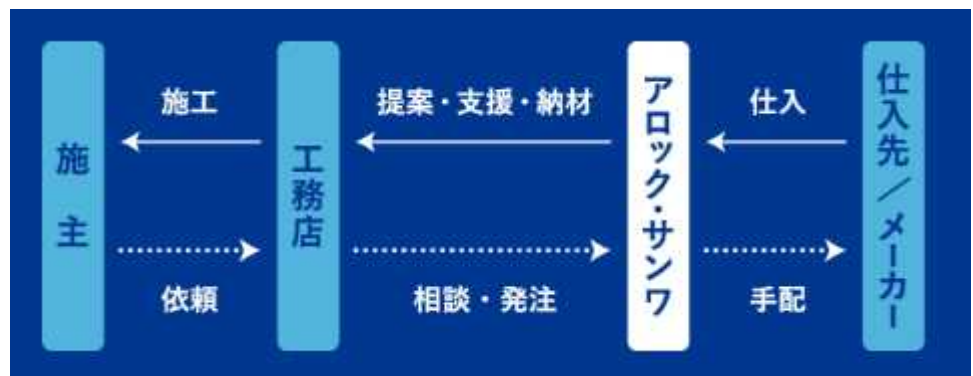 施主
施工
依頼
工務店
提案・支援・納材
相談・発注
アロック・サンワ
仕入
手配
仕入先／メーカー